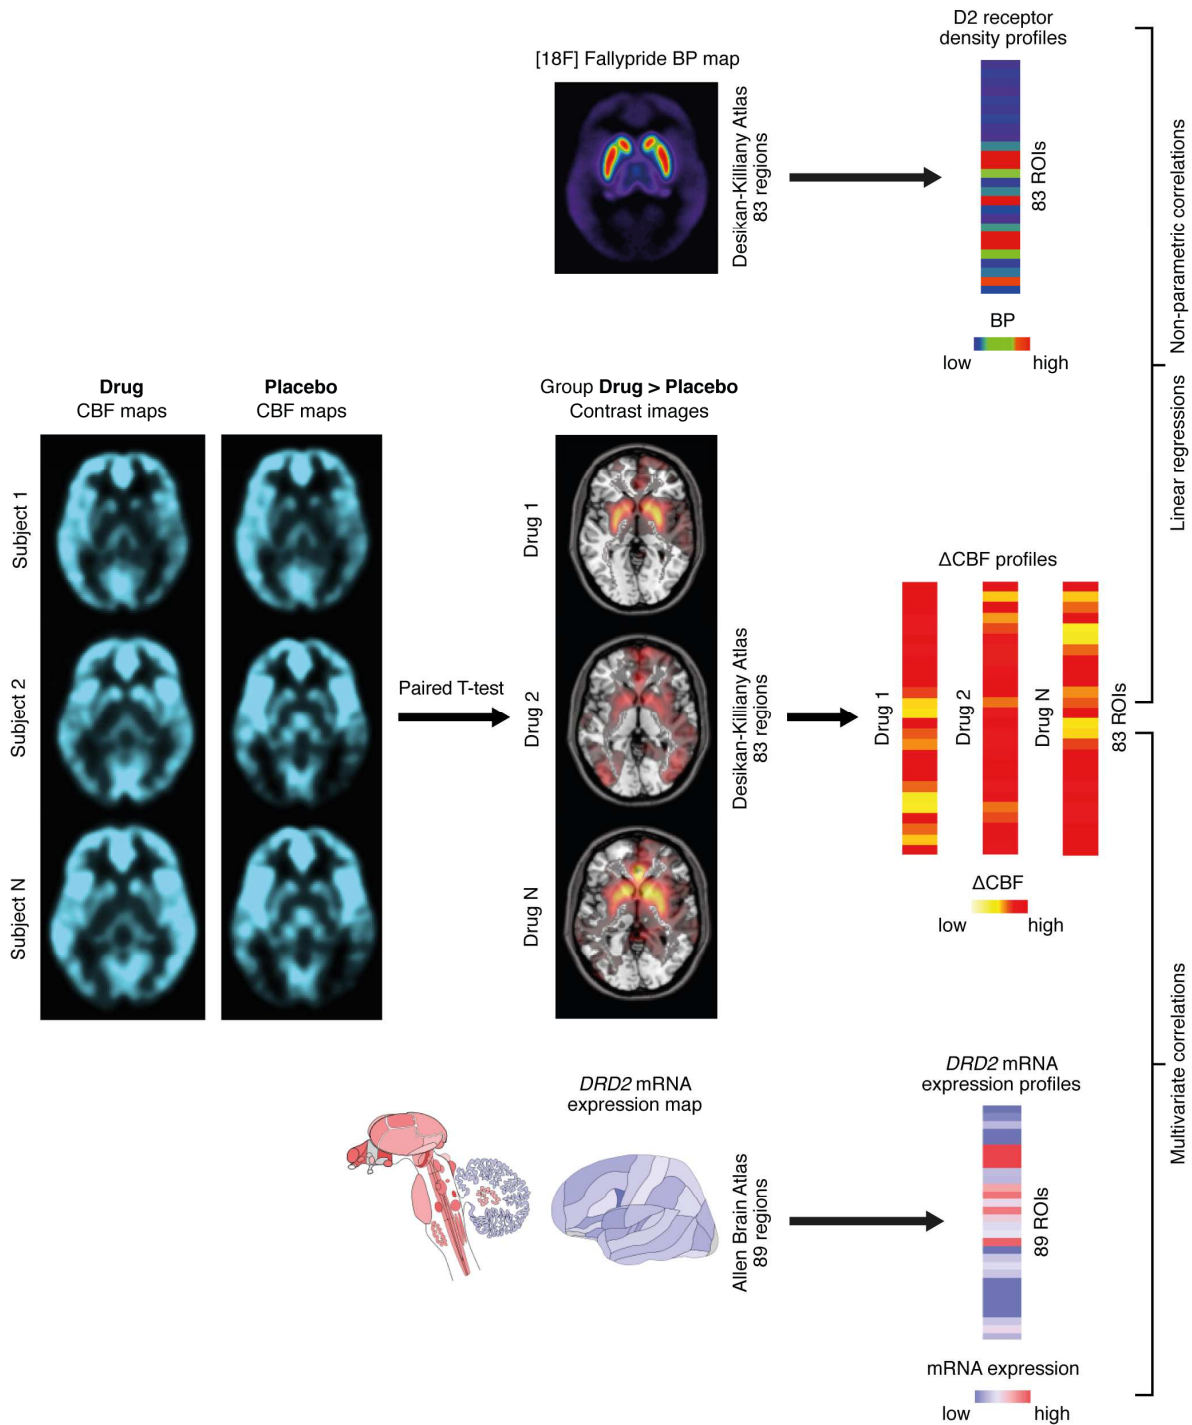 D2 receptor
density profiles
[18F] Fallypride BP map
Desikan-Killiany Atlas
83 regions
83 ROIs
BP
low
high
Non-parametric correlations
Linear regressions
Drug
CBF maps
Placebo
CBF maps
Group Drug > Placebo
Contrast images
Subject 1
Subject 2
Subject N
Paired T-test
Drug 1
Drug 2
Drug N
Desikan-Killiany Atlas
83 regions
ΔCBF profiles
Drug 1
Drug 2
Drug N
83 ROIs
ΔCBF
low
high
Multivariate correlations
DRD2 mRNA
expression map
Allen Brain Atlas
89 regions
DRD2 mRNA
expression profiles
89 ROIs
mRNA expression
low
high